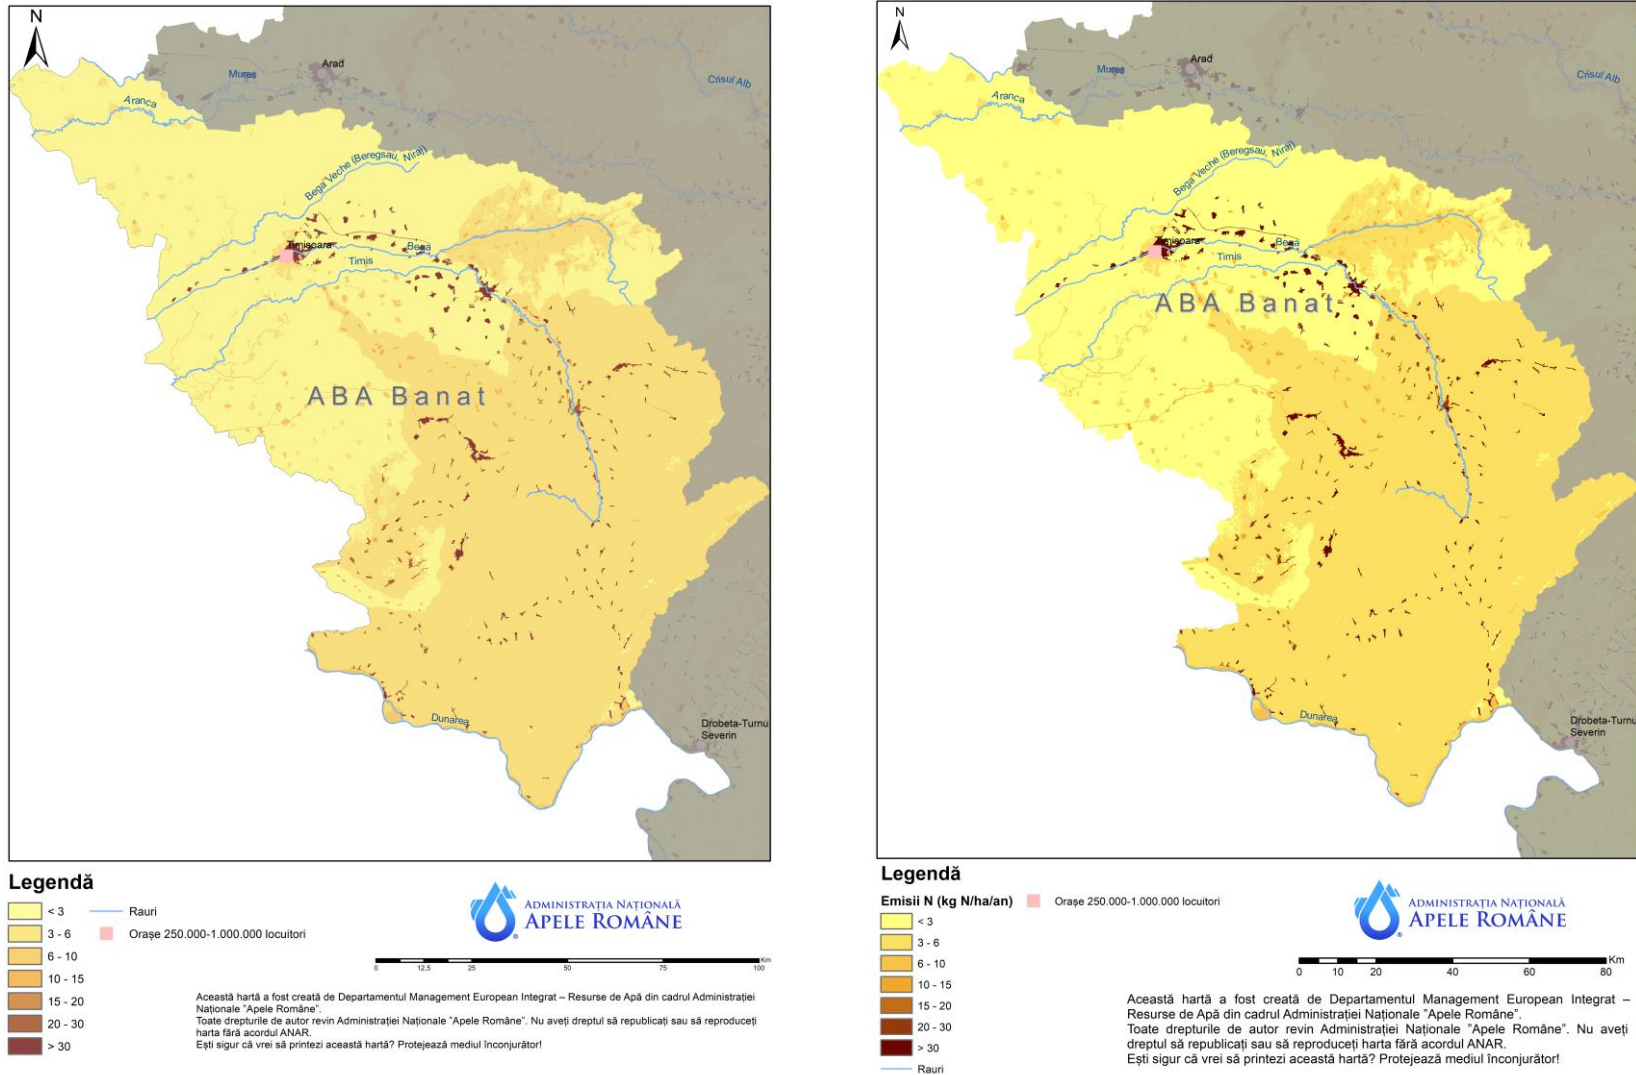 N
Arad
Mureș
Crisul Alb
Aranca
Bega Veche (Beregsau, Niraj)
Timișoara
Bega
Timis
ABA Banat
Dunarea
Drobeta-Turnu
Severin
Legendă
< 3
Rauri
3 - 6
Orașe 250.000-1.000.000 locuitori
6 - 10
10 - 15
15 - 20
20 - 30
> 30
ADMINISTRAȚIA NAȚIONALĂ
APELE ROMÂNE
®
Km
0 12,5 25 50 75 100
Această hartă a fost creată de Departamentul Management European Integrat – Resurse de Apă din cadrul Administrației
Naționale "Apele Române".
Toate drepturile de autor revin Administrației Naționale "Apele Române". Nu aveți dreptul să republicați sau să reproduceți
harta fără acordul ANAR.
Ești sigur că vrei să printezi această hartă? Protejează mediul înconjurător!
N
Arad
Mureș
Crisul Alb
Aranca
Bega Veche (Beregsau, Niraj)
Timișoara
Bega
Timis
ABA Banat
Dunarea
Drobeta-Turnu
Severin
Legendă
Emisii N (kg N/ha/an)
Orașe 250.000-1.000.000 locuitori
< 3
3 - 6
6 - 10
10 - 15
15 - 20
20 - 30
> 30
Rauri
ADMINISTRAȚIA NAȚIONALĂ
APELE ROMÂNE
®
Km
0 10 20 40 60 80
Această hartă a fost creată de Departamentul Management European Integrat –
Resurse de Apă din cadrul Administrației Naționale "Apele Române".
Toate drepturile de autor revin Administrației Naționale "Apele Române". Nu aveți
dreptul să republicați sau să reproduceți harta fără acordul ANAR.
Ești sigur că vrei să printezi această hartă? Protejează mediul înconjurător!